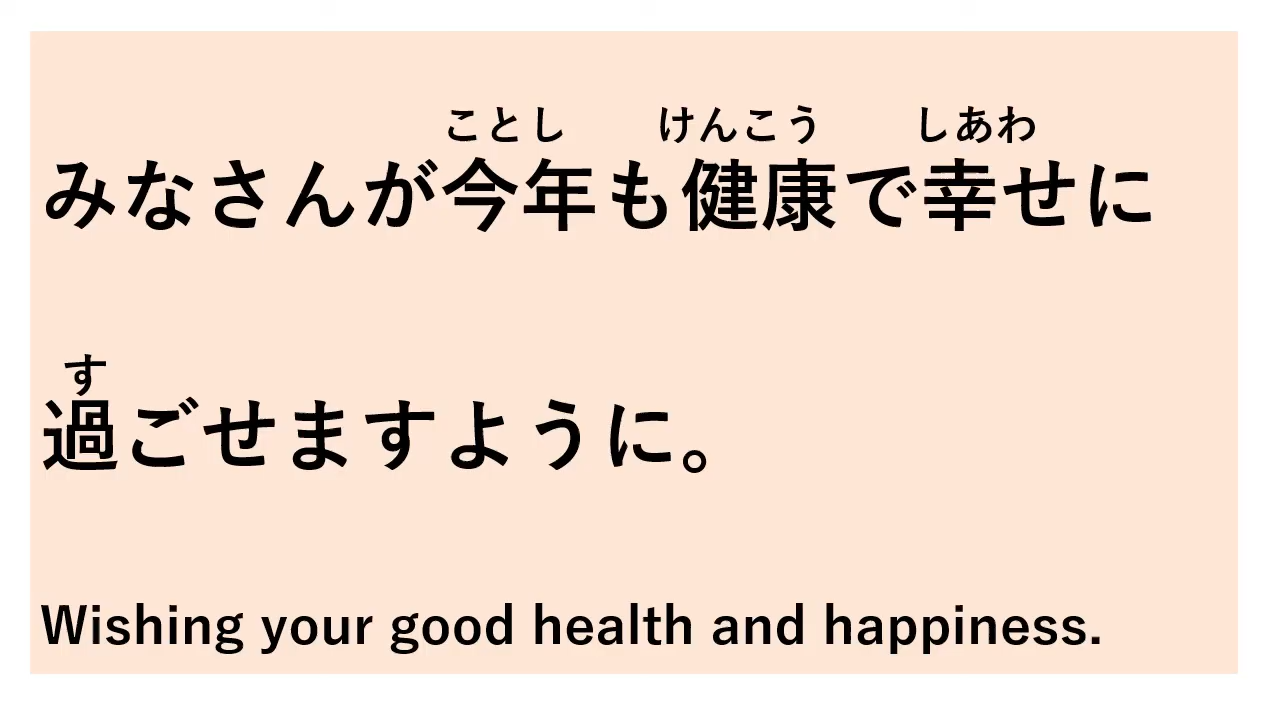 ことし けんこう しあわ
みなさんが今年も健康で幸せに
す
過ごせますように。
Wishing your good health and happiness.